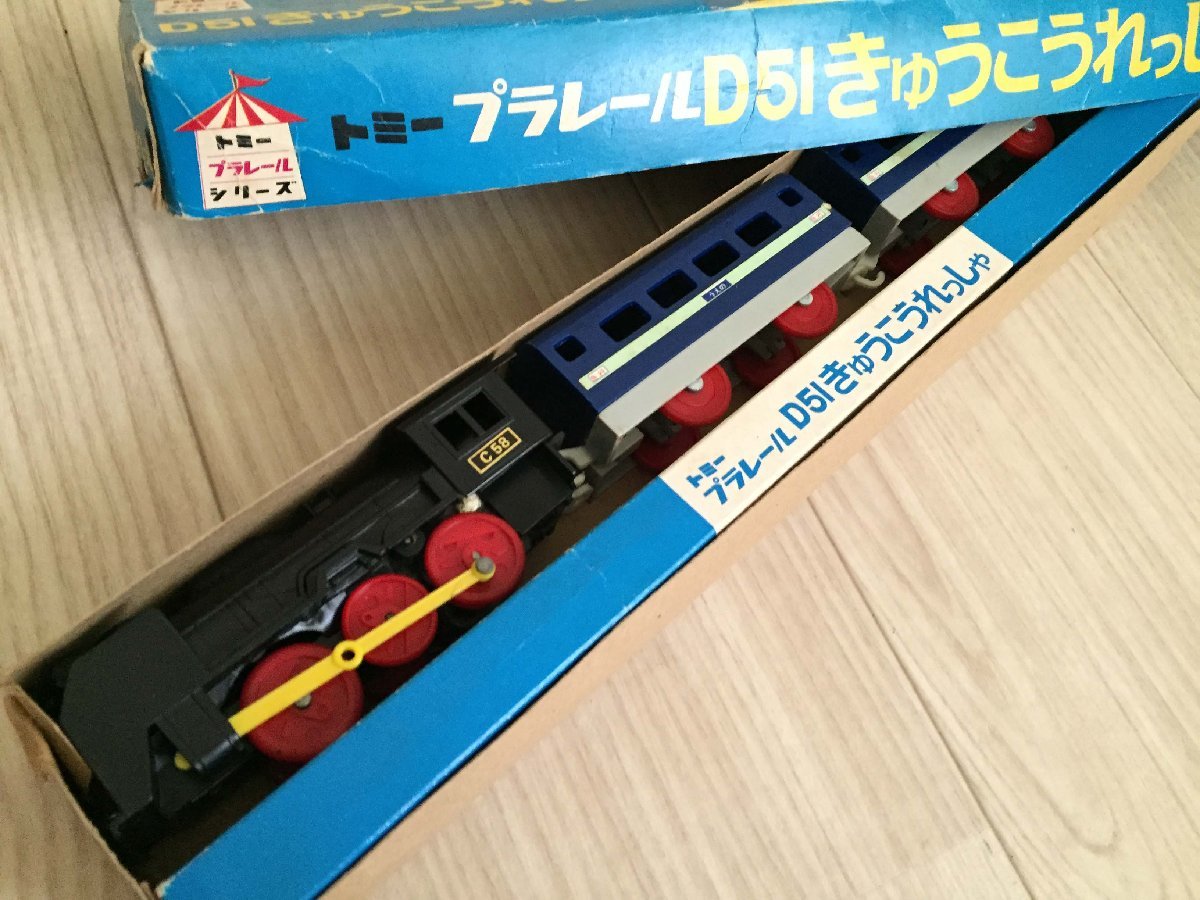 D51きゅうこうれっ
トミー プラレールD51きゅうこうれっし
トミー
プラレール
シリーズ
うえの
C58
トミー
プラレールD51きゅうこうれっしゃ